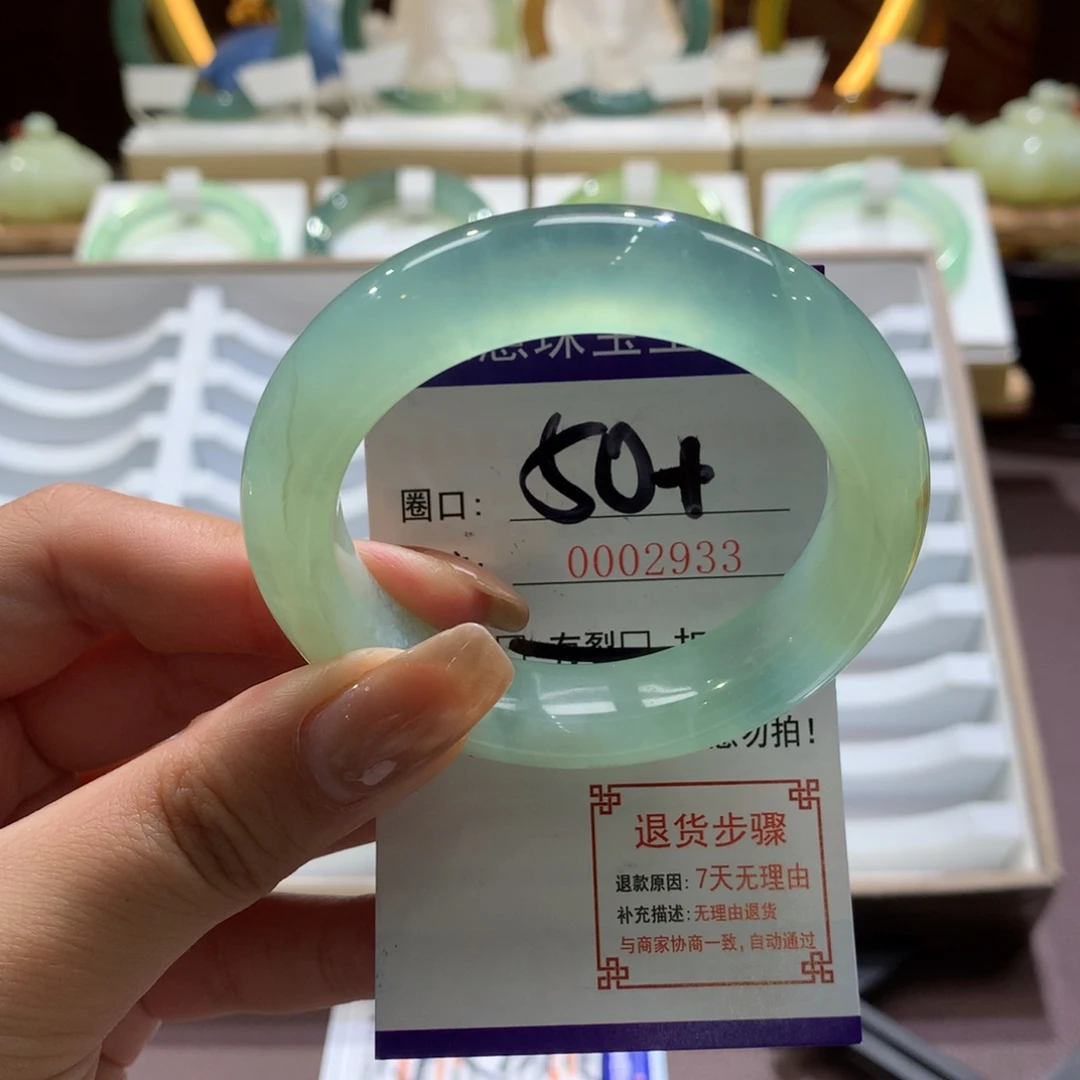 珠宝
圈口: 50+
0002933
有裂口
勿拍!
退货步骤
退款原因: 7天无理由
补充描述: 无理由退货
与商家协商一致, 自动通过